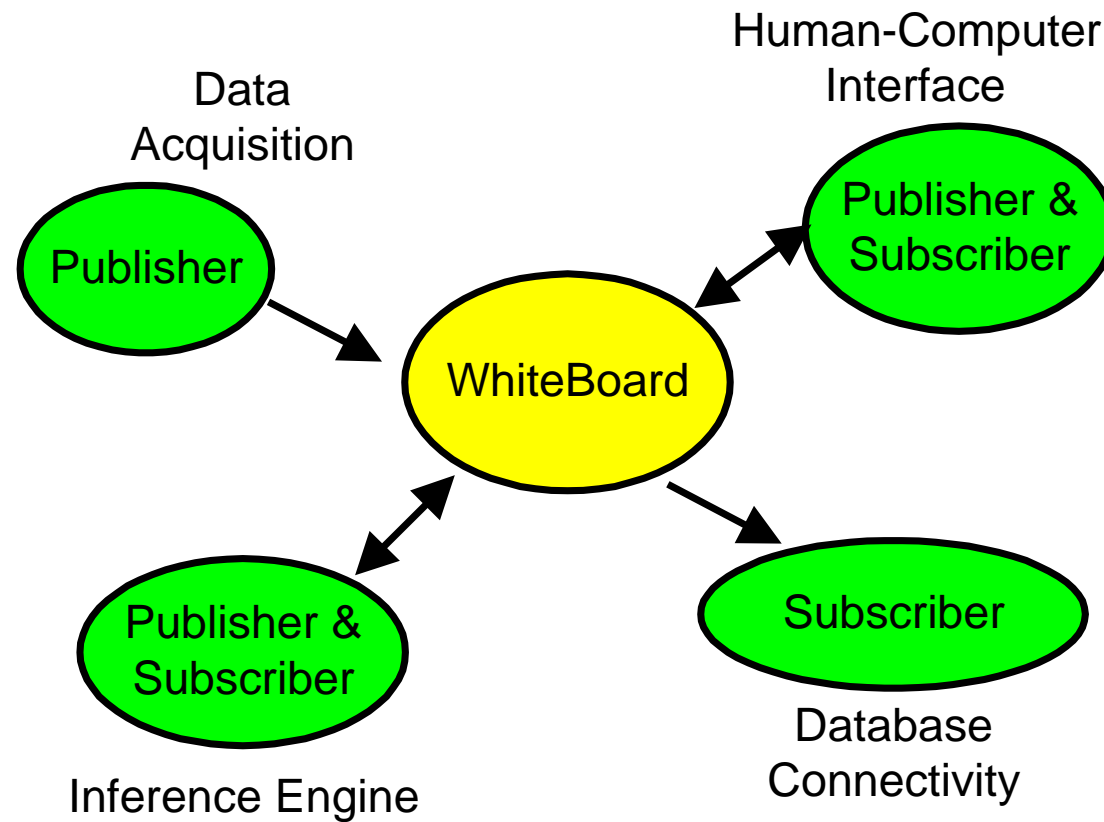 Human-Computer
Interface
Data
Acquisition
Publisher &
Subscriber
Publisher
WhiteBoard
Publisher &
Subscriber
Subscriber
Database
Connectivity
Inference Engine